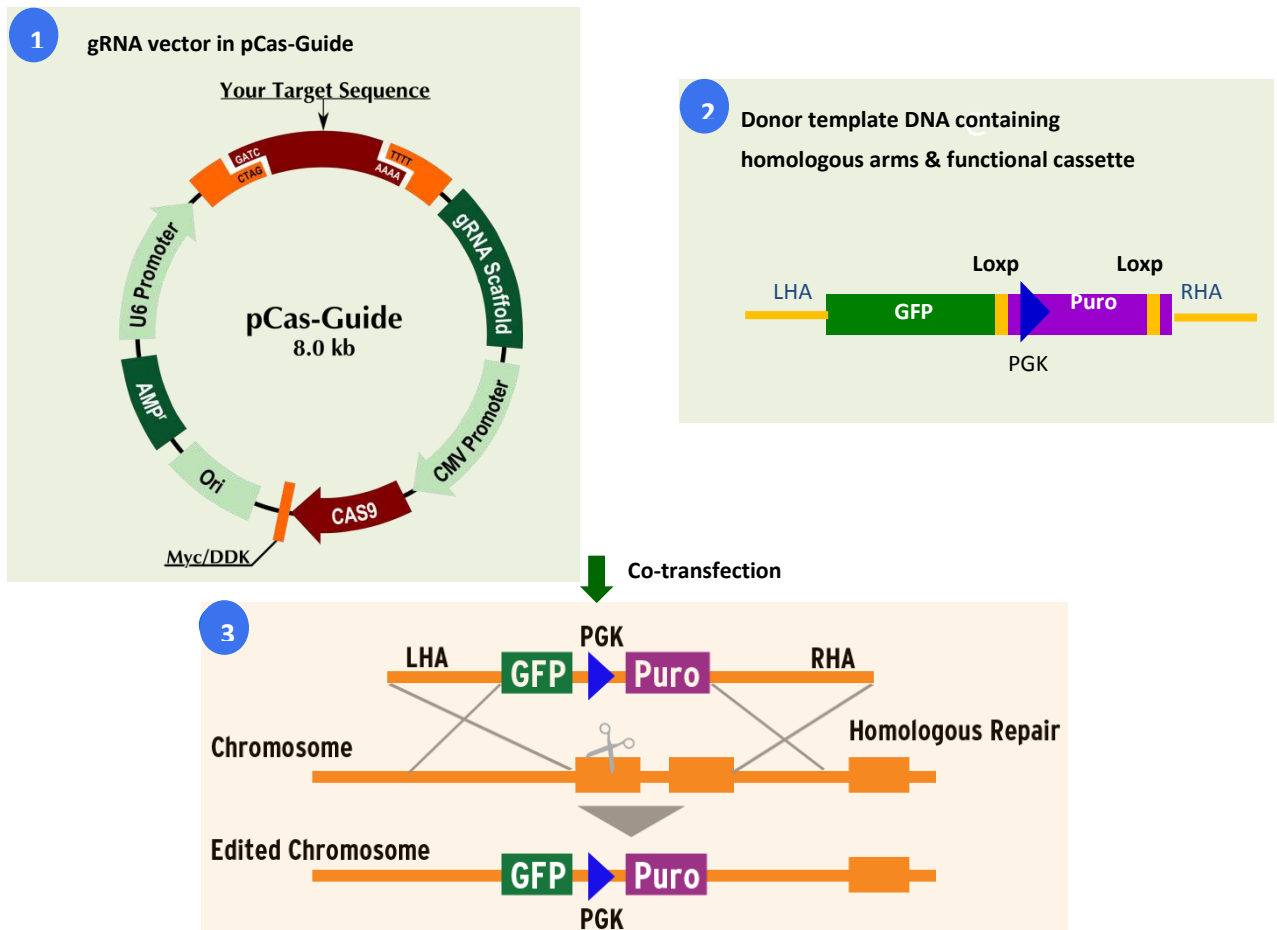 1
gRNA vector in pCas-Guide
Your Target Sequence
GATC
CTAG
TTTT
AAAA
U6 Promoter
gRNA Scaffold
pCas-Guide
8.0 kb
AMPr
CMV Promoter
Ori
CAS9
Myc/DDK
2
Donor template DNA containing
homologous arms & functional cassette
Loxp
Loxp
LHA
GFP
Puro
RHA
PGK
Co-transfection
3
PGK
LHA
RHA
GFP
Puro
Chromosome
Homologous Repair
Edited Chromosome
GFP
Puro
PGK